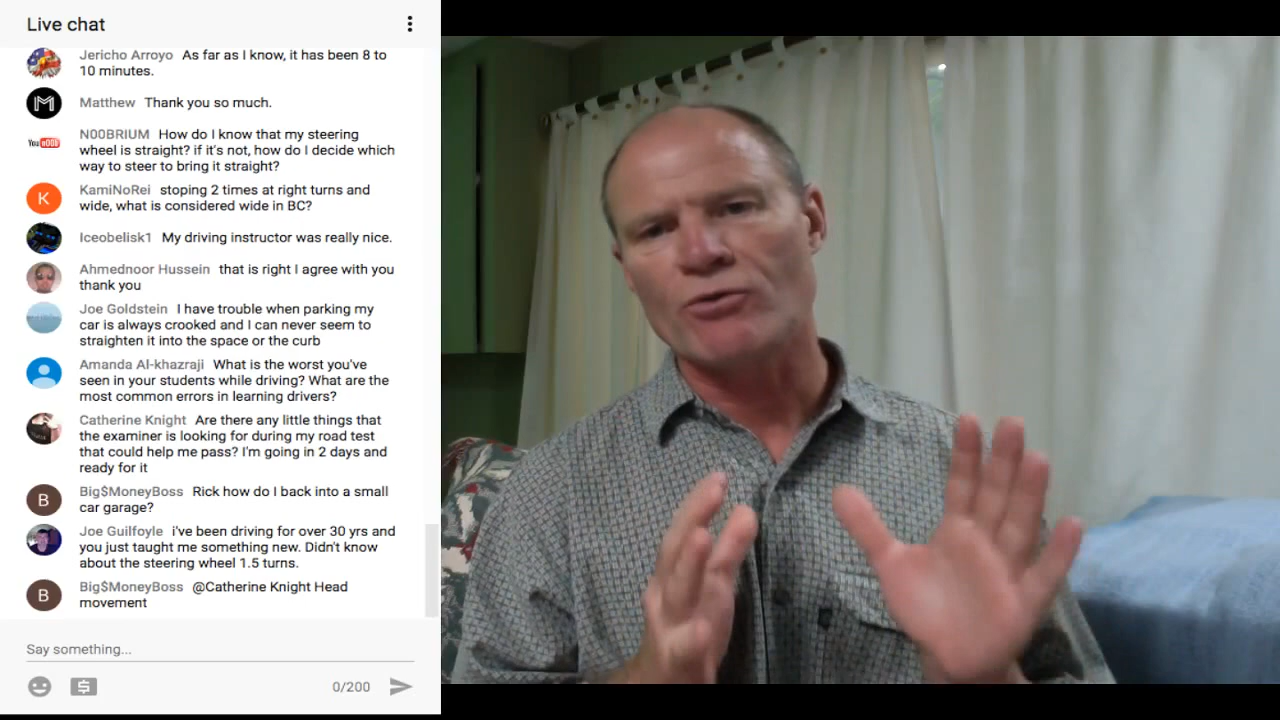 Live chat
Jericho Arroyo As far as I know, it has been 8 to
10 minutes.
Matthew Thank you so much.
N00BRIUM How do I know that my steering
wheel is straight? if it's not, how do I decide which
way to steer to bring it straight?
KamiNoRei stoping 2 times at right turns and
wide, what is considered wide in BC?
Iceobelisk1 My driving instructor was really nice.
Ahmednoor Hussein that is right I agree with you
thank you
Joe Goldstein I have trouble when parking my
car is always crooked and I can never seem to
straighten it into the space or the curb
Amanda Al-khazraji What is the worst you've
seen in your students while driving? What are the
most common errors in learning drivers?
Catherine Knight Are there any little things that
the examiner is looking for during my road test
that could help me pass? I'm going in 2 days and
ready for it
Big$MoneyBoss Rick how do I back into a small
car garage?
Joe Guilfoyle i've been driving for over 30 yrs and
you just taught me something new. Didn't know
about the steering wheel 1.5 turns.
Big$MoneyBoss @Catherine Knight Head
movement
Say something...
0/200